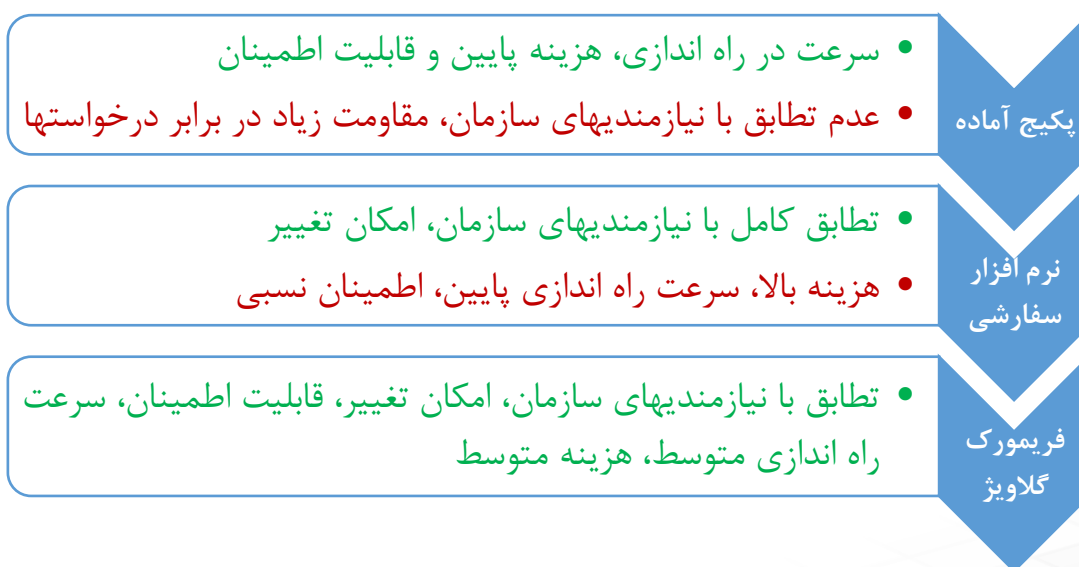 پکیج آماده
• سرعت در راه اندازی، هزینه پایین و قابلیت اطمینان
• عدم تطابق با نیازمندیهای سازمان، مقاومت زیاد در برابر درخواستها
نرم افزار
سفارشی
• تطابق کامل با نیازمندیهای سازمان، امکان تغییر
• هزینه بالا، سرعت راه اندازی پایین، اطمینان نسبی
فریمورک
گلاویژ
• تطابق با نیازمندیهای سازمان، امکان تغییر، قابلیت اطمینان، سرعت
راه اندازی متوسط، هزینه متوسط